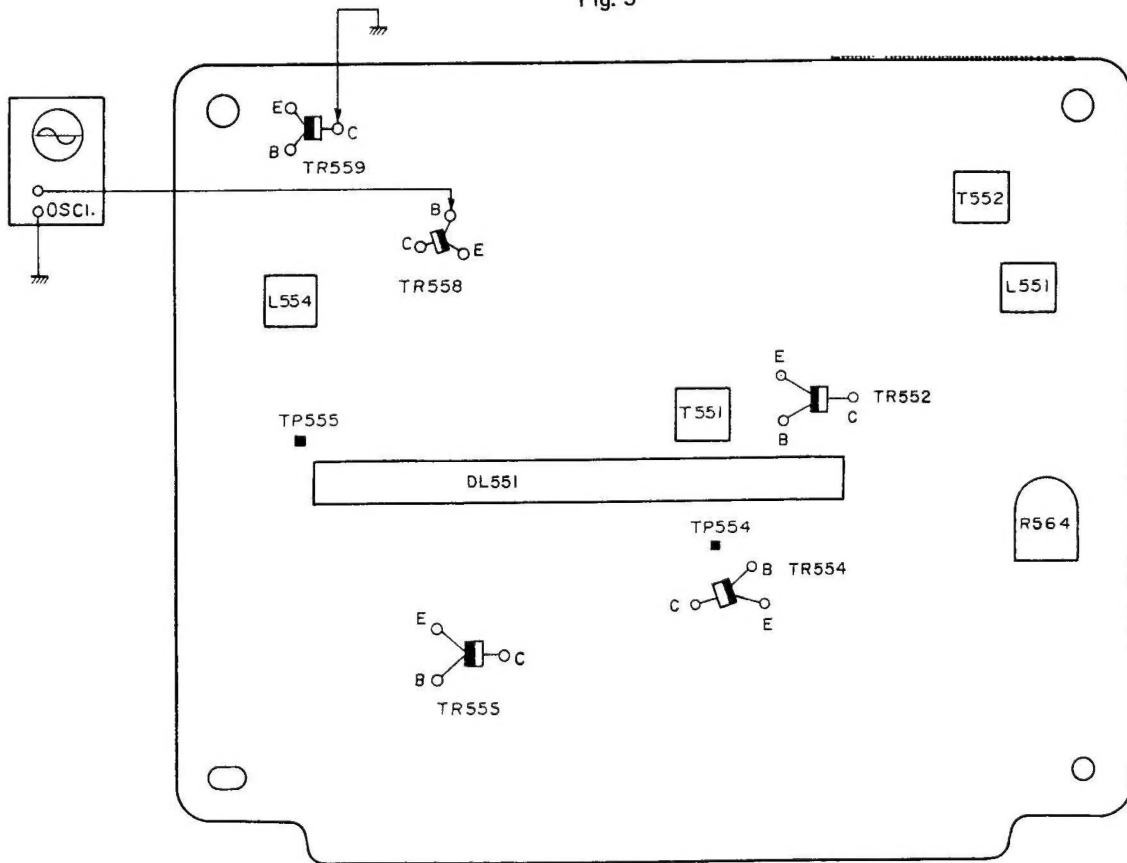 Fig. 5
E
C
B
TR559
OSCI.
B
C
E
TR558
T552
L554
L551
E
TR552
T551
C
B
TP555
DL551
R564
TP554
B
TR554
C
E
E
C
B
TR555